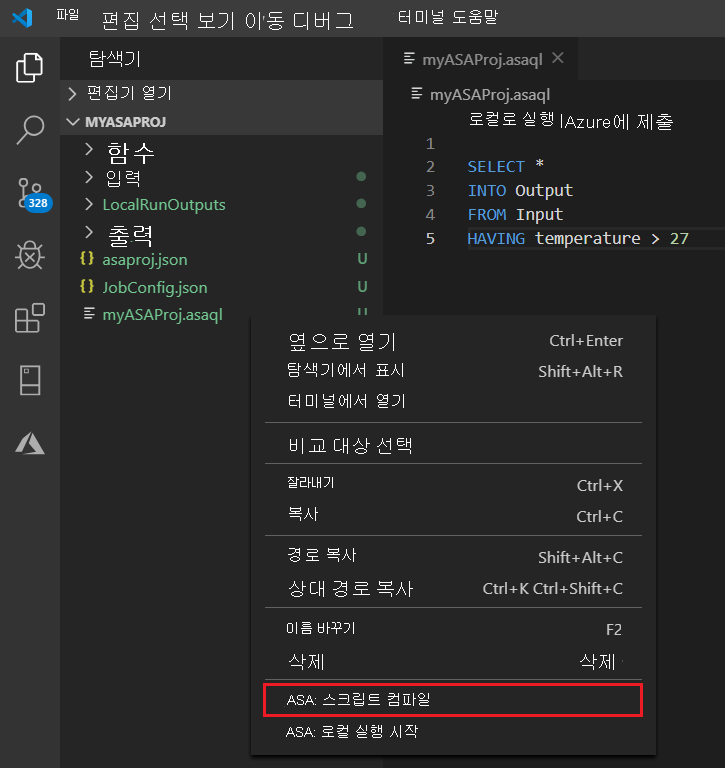 파일 편집 선택 보기 이동 디버그 터미널 도움말
탐색기
편집기 열기
MYASAPROJ
함수
입력
LocalRunOutputs
출력
{} asaproj.json U
{} JobConfig.json U
myASAProj.asaql U
328
myASAProj.asaql ×
myASAProj.asaql
로컬로 실행 |Azure에 제출
1
2 SELECT *
3 INTO Output
4 FROM Input
5 HAVING temperature > 27
옆으로 열기 Ctrl+Enter
탐색기에서 표시 Shift+Alt+R
터미널에서 열기
비교 대상 선택
잘라내기 Ctrl+X
복사 Ctrl+C
경로 복사 Shift+Alt+C
상대 경로 복사 Ctrl+K Ctrl+Shift+C
이름 바꾸기 F2
삭제 삭제
ASA: 스크립트 컴파일
ASA: 로컬 실행 시작